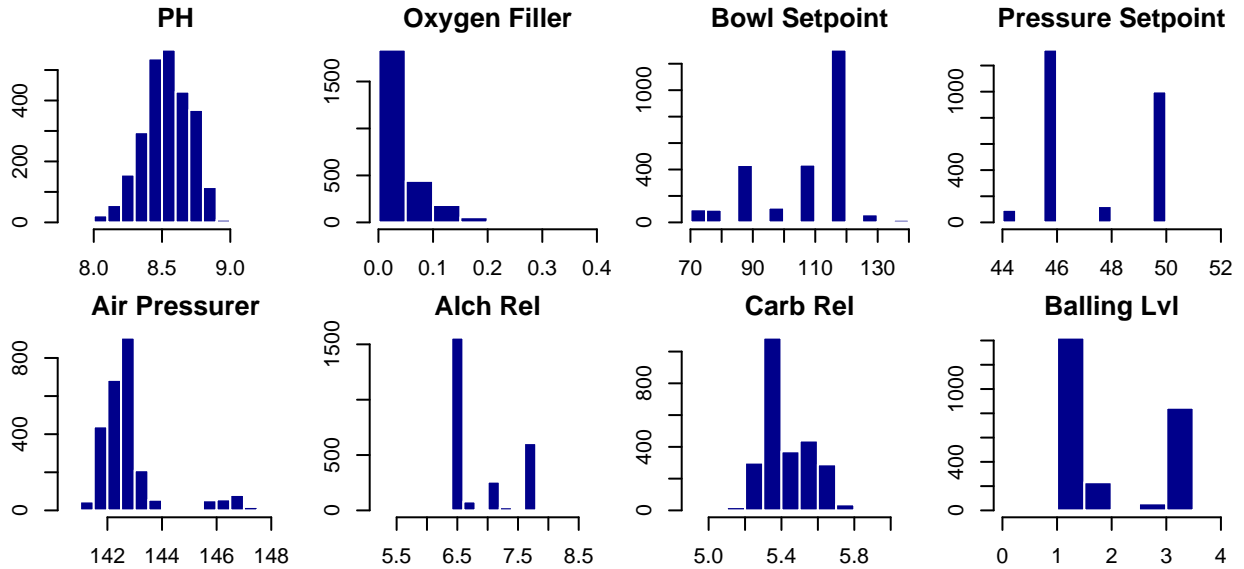 PH
0 200 400
8.0 8.5 9.0
Oxygen Filler
0 500 1500
0.0 0.1 0.2 0.3 0.4
Bowl Setpoint
0 400 1000
70 90 110 130
Pressure Setpoint
0 400 1000
44 46 48 50 52
Air Pressurer
0 400 800
142 144 146 148
Alch Rel
0 500 1500
5.5 6.5 7.5 8.5
Carb Rel
0 400 800
5.0 5.4 5.8
Balling Lvl
0 400 1000
0 1 2 3 4